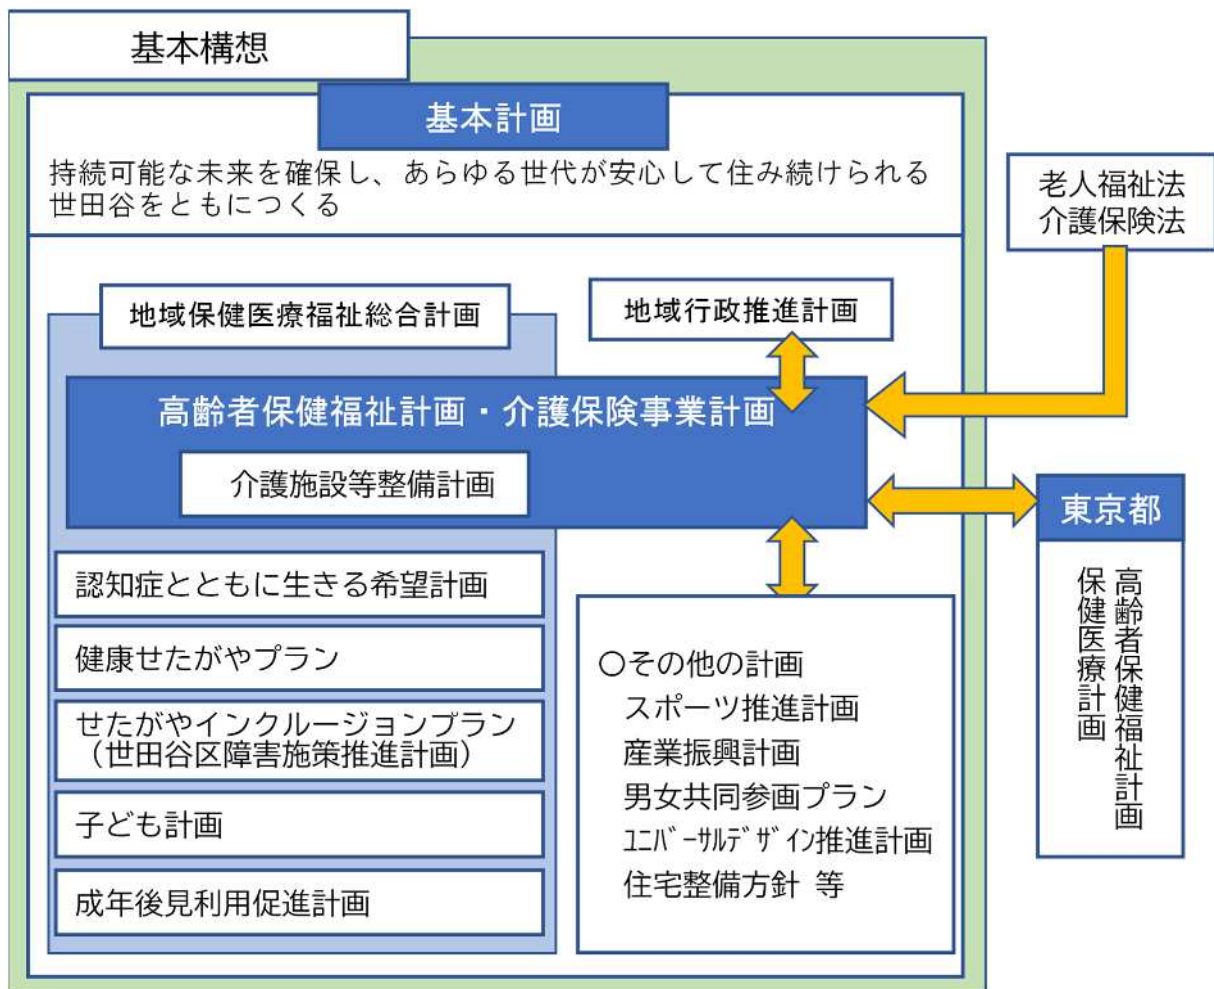 基本構想
基本計画
持続可能な未来を確保し、あらゆる世代が安心して住み続けられる
世田谷をともにつくる
老人福祉法
介護保険法
地域保健医療福祉総合計画
地域行政推進計画
高齢者保健福祉計画・介護保険事業計画
介護施設等整備計画
認知症とともに生きる希望計画
健康せたがやプラン
せたがやインクルージョンプラン
（世田谷区障害施策推進計画）
子ども計画
成年後見利用促進計画
〇その他の計画
スポーツ推進計画
産業振興計画
男女共同参画プラン
ﾕﾆﾊﾞｰｻﾙﾃﾞｻﾞｲﾝ推進計画
住宅整備方針 等
東京都
高齢者保健福祉計画
保健医療計画